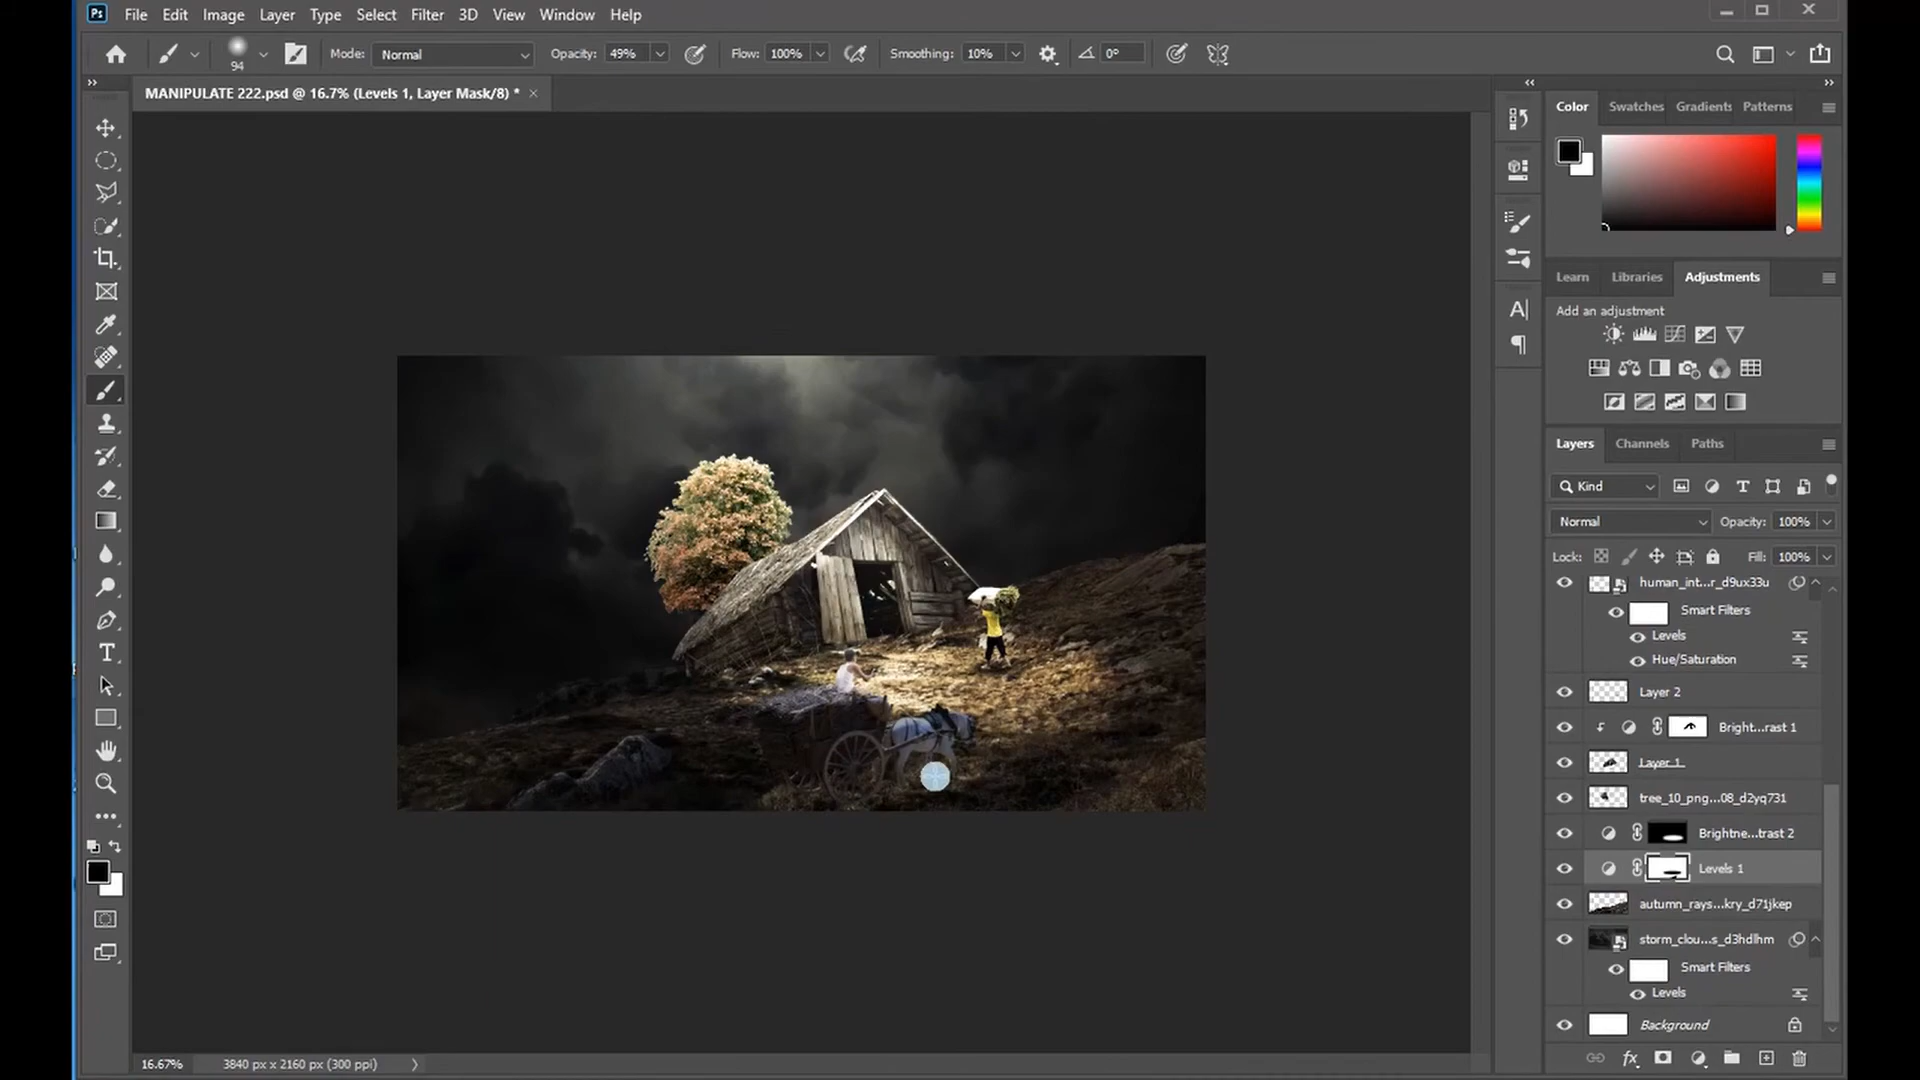 Ps File Edit Image Layer Type Select Filter 3D View Window Help
94 Mode: Normal Opacity: 49% Flow: 100% Smoothing: 10% 0°
MANIPULATE 222.psd @ 16.7% (Levels 1, Layer Mask/8) *
Color Swatches Gradients Patterns
Learn Libraries Adjustments
Add an adjustment
Layers Channels Paths
Kind
Normal Opacity: 100%
Lock: Fill: 100%
human_int...r_d9ux33u
Smart Filters
Levels
Hue/Saturation
Layer 2
Bright...rast 1
Layer 1
tree_10_png...08_d2yq731
Brightne...trast 2
Levels 1
autumn_rays...kry_d71jkep
storm_clou...s_d3hdlhm
Smart Filters
Levels
Background
16.67% 3840 px x 2160 px (300 ppi)